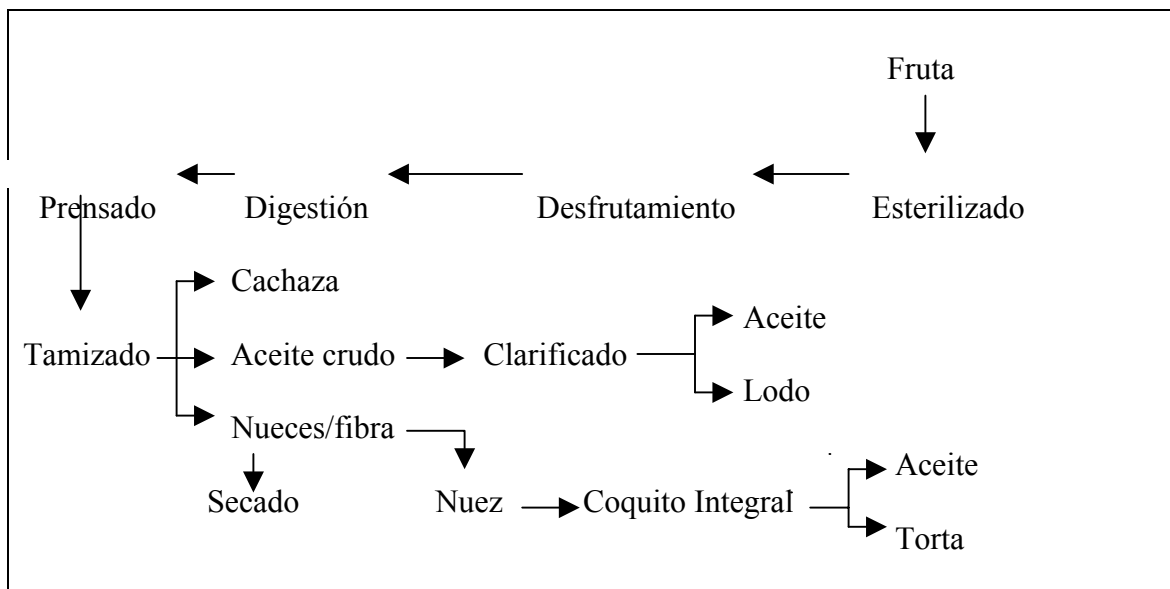 Fruta
Prensado Digestión Desfrutamiento Esterilizado
Cachaza
Aceite
Tamizado Aceite crudo Clarificado
Lodo
Nueces/fibra
Aceite
Secado Nuez Coquito Integral
Torta